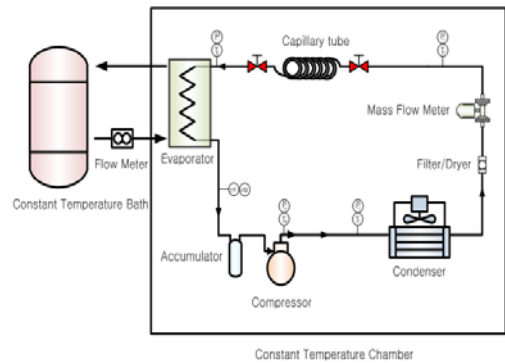 P
T
Capillary tube
P
T
Mass Flow Meter
Flow Meter
Evaporator
Filter/Dryer
Constant Temperature Bath
P
T
P
T
Accumulator
Compressor
Condenser
Constant Temperature Chamber